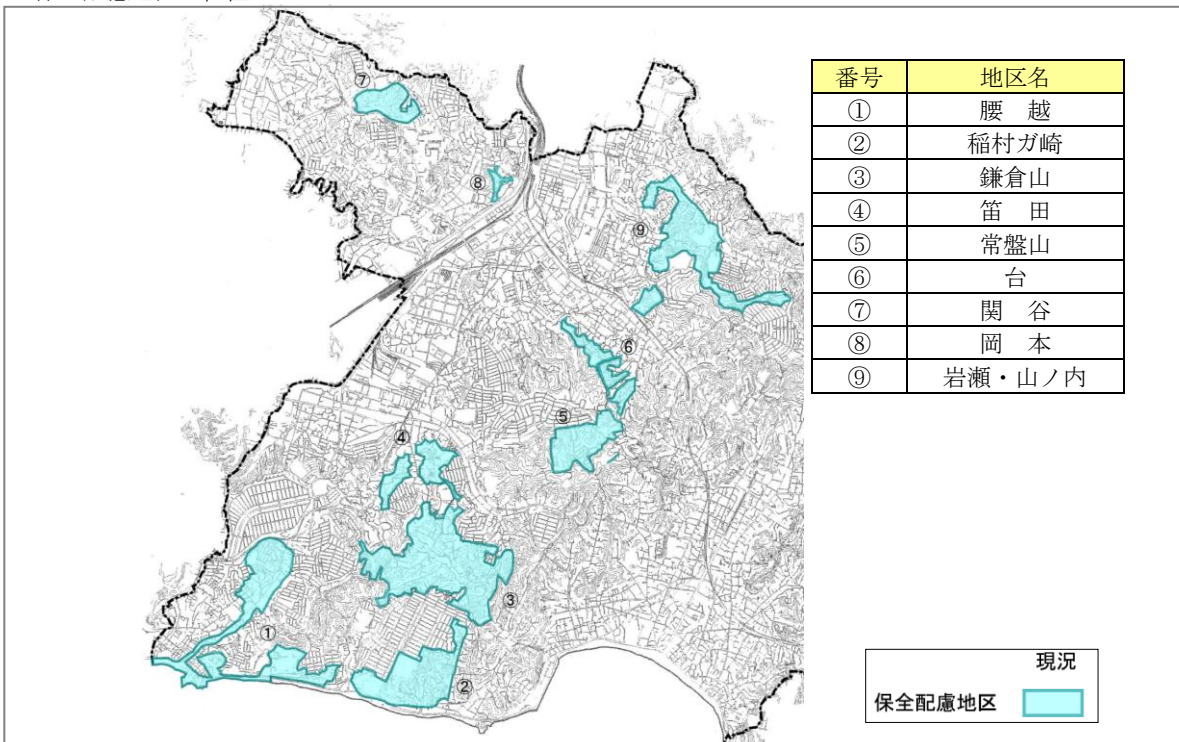 番号 地区名
① 腰 越
② 稲村ガ崎
③ 鎌倉山
④ 笛 田
⑤ 常盤山
⑥ 台
⑦ 関 谷
⑧ 岡 本
⑨ 岩瀬・山ノ内
⑦
⑧
⑨
⑥
⑤
④
③
①
②
現況
保全配慮地区